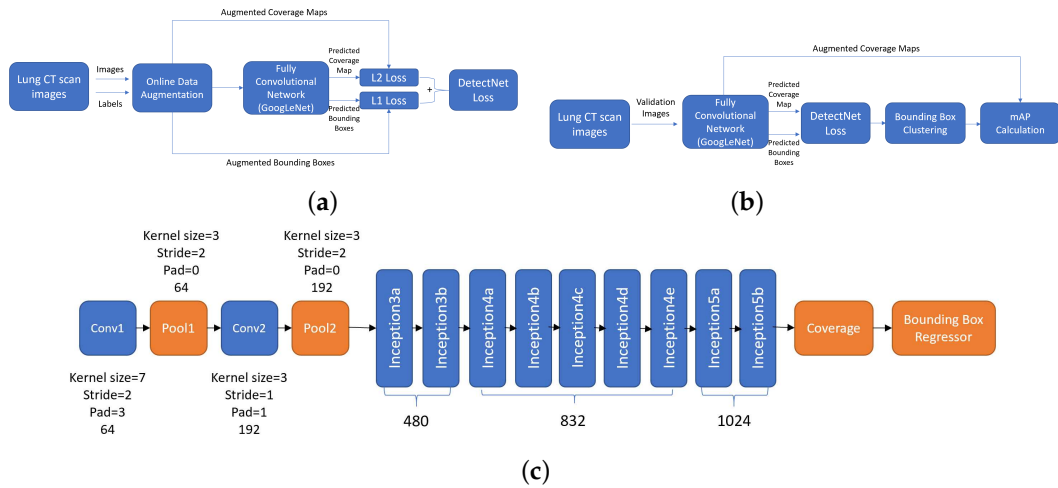 Augmented Coverage Maps
Lung CT scan
images
Images
Labels
Online Data
Augmentation
Fully
Convolutional
Network
(GoogLeNet)
Predicted
Coverage
Map
Predicted
Bounding
Boxes
L2 Loss
L1 Loss
+
DetectNet
Loss
Augmented Bounding Boxes
(a)
Augmented Coverage Maps
Lung CT scan
images
Validation
Images
Fully
Convolutional
Network
(GoogLeNet)
Predicted
Coverage
Map
Predicted
Bounding
Boxes
DetectNet
Loss
Bounding Box
Clustering
mAP
Calculation
(b)
Kernel size=3
Stride=2
Pad=0
64
Kernel size=3
Stride=2
Pad=0
192
Conv1
Pool1
Conv2
Pool2
Inception3a
Inception3b
Inception4a
Inception4b
Inception4c
Inception4d
Inception4e
Inception5a
Inception5b
Coverage
Bounding Box
Regressor
Kernel size=7
Stride=2
Pad=3
64
Kernel size=3
Stride=1
Pad=1
192
480
832
1024
(c)